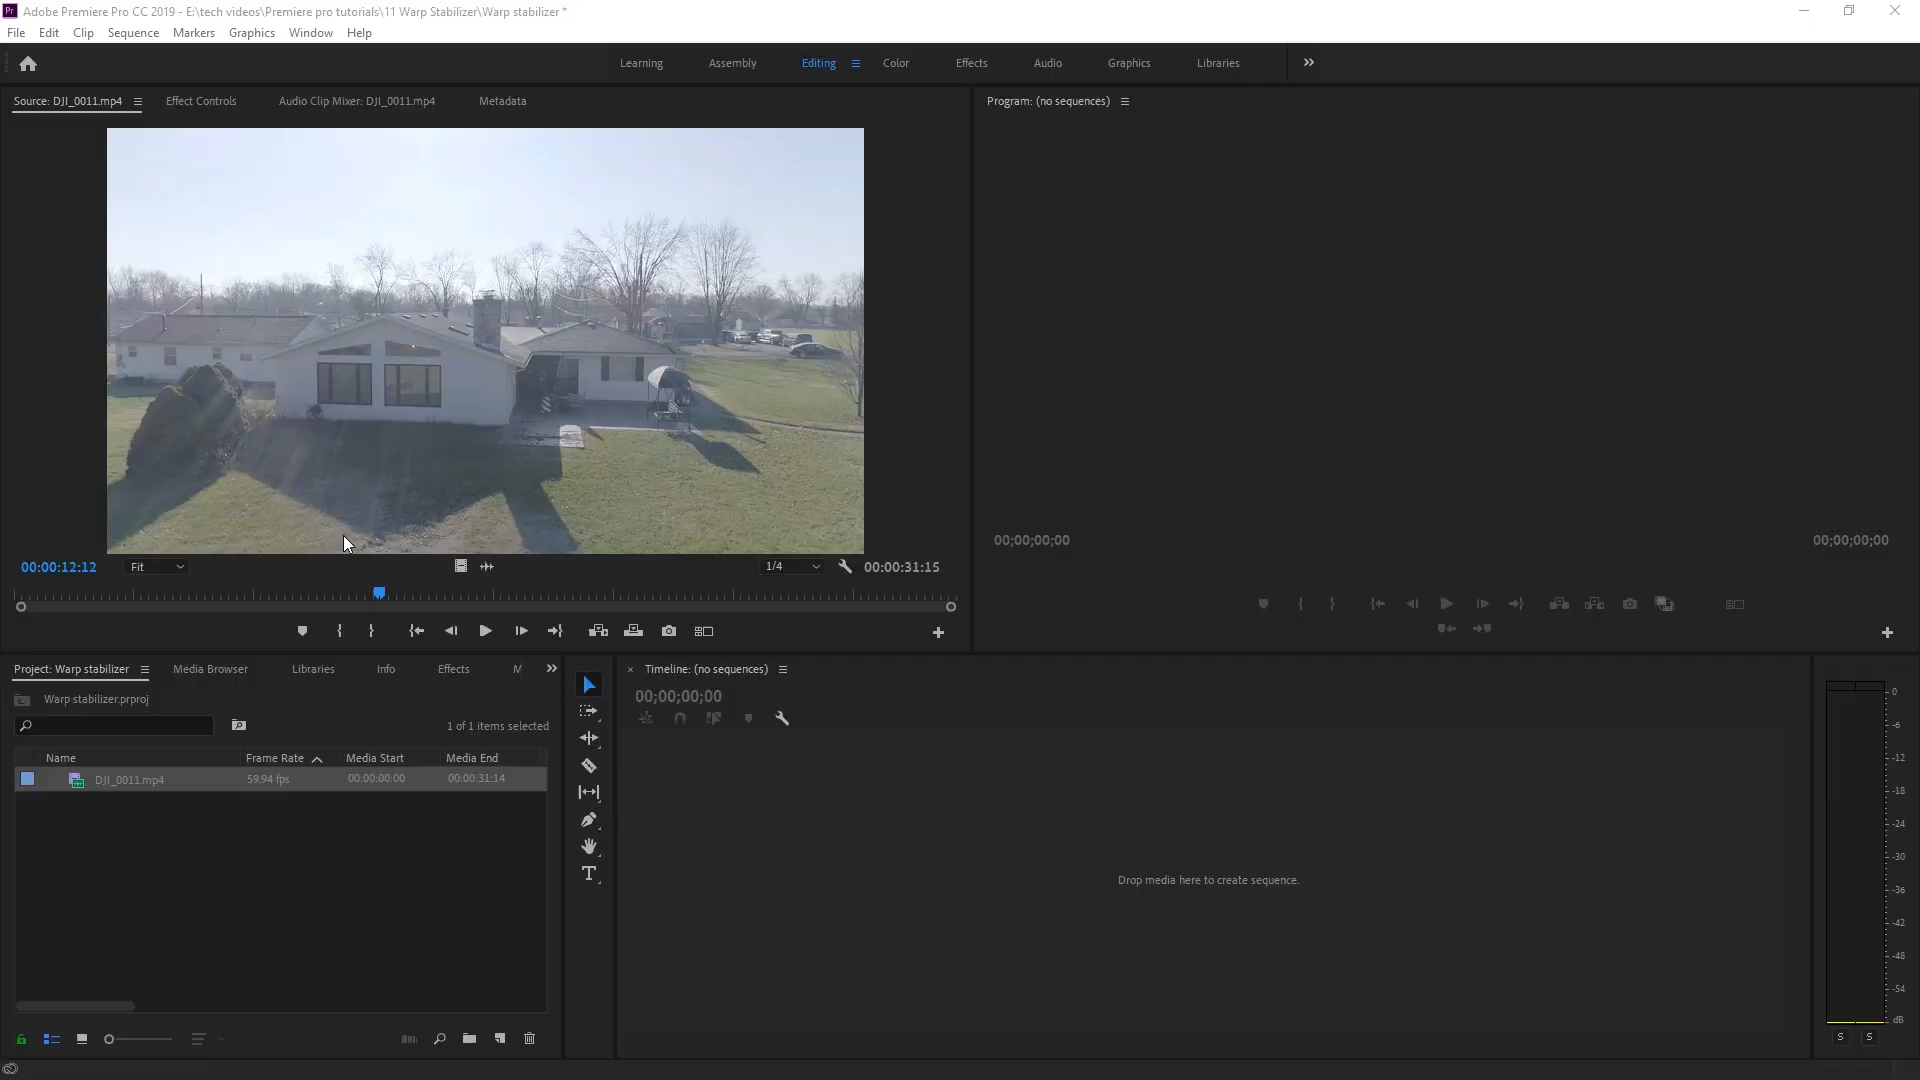 Pr Adobe Premiere Pro CC 2019 - E:\tech videos\Premiere pro tutorials\11 Warp Stabilizer\Warp stabilizer *
File Edit Clip Sequence Markers Graphics Window Help
Learning Assembly Editing Color Effects Audio Graphics Libraries
Source: DJI_0011.mp4 Effect Controls Audio Clip Mixer: DJI_0011.mp4 Metadata
Program: (no sequences)
00;00;00;00 00;00;00;00
00:00:12:12 Fit 1/4 00:00:31:15
Project: Warp stabilizer Media Browser Libraries Info Effects M
Timeline: (no sequences)
00;00;00;00
Warp stabilizer.prproj
1 of 1 items selected
Name Frame Rate Media Start Media End
DJI_0011.mp4 59.94 fps 00:00:00:00 00:00:31:14
Drop media here to create sequence.
0
-6
-12
-18
-24
-30
-36
-42
-48
-54
dB
S S